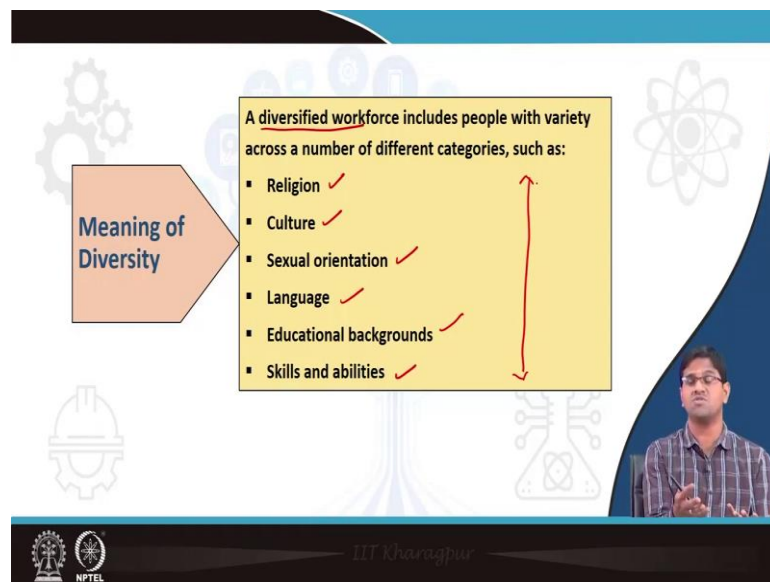 A diversified workforce includes people with variety
across a number of different categories, such as:
▪ Religion
▪ Culture
▪ Sexual orientation
▪ Language
▪ Educational backgrounds
▪ Skills and abilities
Meaning of
Diversity
IIT Kharagpur
NPTEL